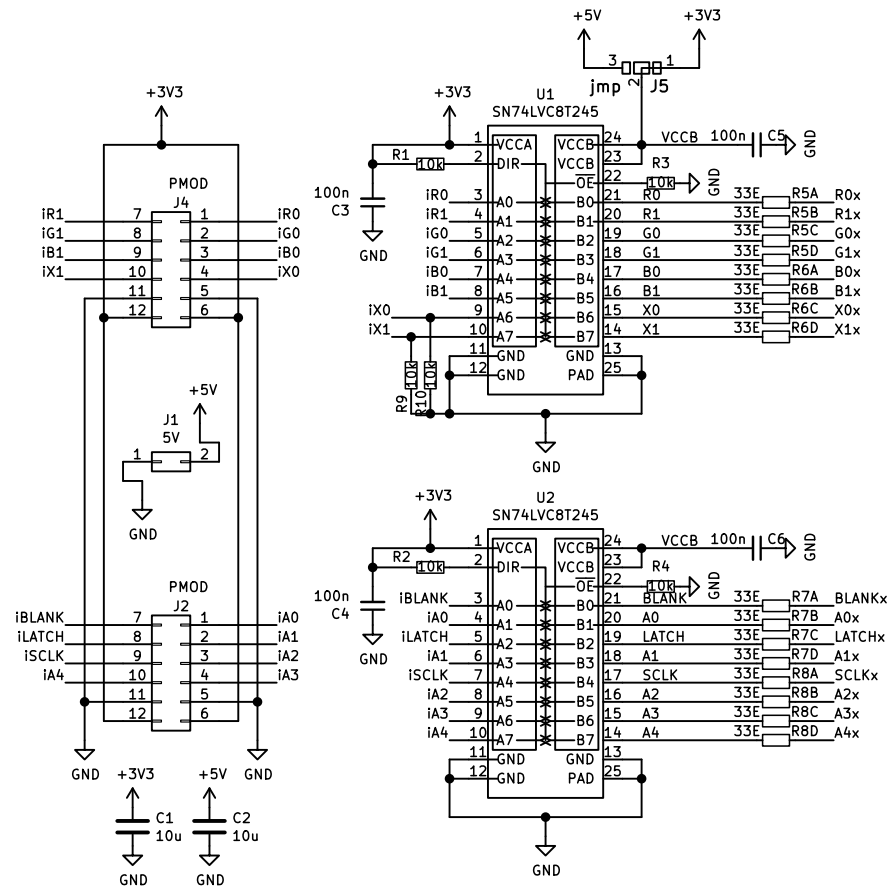 +5V +3V3
3 1
jmp 2 J5
+3V3
PMOD
J4
iR1 7 1 iR0
iG1 8 2 iG0
iB1 9 3 iB0
iX1 10 4 iX0
11 5
12 6
+5V
J1
5V
1 2
GND
PMOD
J2
iBLANK 7 1 iA0
iLATCH 8 2 iA1
iSCLK 9 3 iA2
iA4 10 4 iA3
11 5
12 6
GND GND
+3V3 +5V
C1 C2
10u 10u
GND GND
U1
SN74LVC8T245
+3V3
1 VCCA VCCB 24 VCCB 100n C5 GND
R1 10k 2 DIR VCCB 23
OE 22 R3 10k GND
100n
C3
GND
iR0 3 A0 B0 21 R0 33E R5A R0x
iR1 4 A1 B1 20 R1 33E R5B R1x
iG0 5 A2 B2 19 G0 33E R5C G0x
iG1 6 A3 B3 18 G1 33E R5D G1x
iB0 7 A4 B4 17 B0 33E R6A B0x
iB1 8 A5 B5 16 B1 33E R6B B1x
iX0 9 A6 B6 15 X0 33E R6C X0x
iX1 10 A7 B7 14 X1 33E R6D X1x
11 GND GND 13
12 GND PAD 25
R9 10k R10 10k
GND
U2
SN74LVC8T245
+3V3
1 VCCA VCCB 24 VCCB 100n C6 GND
R2 10k 2 DIR VCCB 23
OE 22 R4 10k GND
100n
C4
GND
iBLANK 3 A0 B0 21 BLANK 33E R7A BLANKx
iA0 4 A1 B1 20 A0 33E R7B A0x
iLATCH 5 A2 B2 19 LATCH 33E R7C LATCHx
iA1 6 A3 B3 18 A1 33E R7D A1x
iSCLK 7 A4 B4 17 SCLK 33E R8A SCLKx
iA2 8 A5 B5 16 A2 33E R8B A2x
iA3 9 A6 B6 15 A3 33E R8C A3x
iA4 10 A7 B7 14 A4 33E R8D A4x
11 GND GND 13
12 GND PAD 25
GND